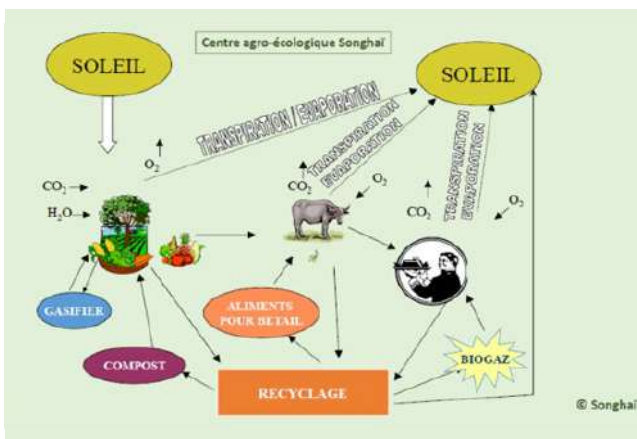 Centre agro-écologique Songhaï
SOLEIL
SOLEIL
TRANSPIRATION / EVAPORATION
TRANSPIRATION
EVAPORATION
TRANSPIRATION
EVAPORATION
O2
CO2
O2
CO2
O2
CO2
H2O
GASIFIER
ALIMENTS
POUR BETAIL
COMPOST
BIOGAZ
RECYCLAGE
© Songhaï